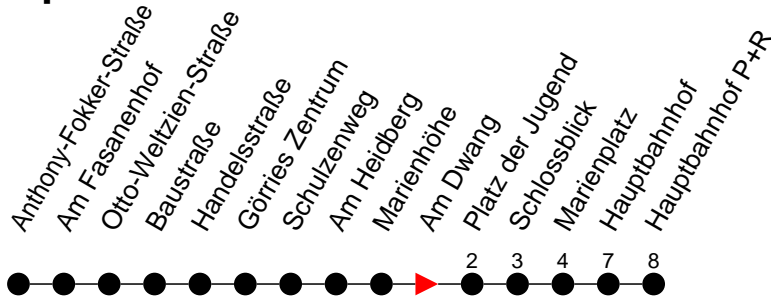 Anthony-Fokker-Straße
Am Fasanenhof
Otto-Weltzien-Straße
Baustraße
Handelsstraße
Görries Zentrum
Schulzenweg
Am Heidberg
Marienhöhe
Am Dwang
Platz der Jugend
Schlossblick
Marienplatz
Hauptbahnhof
Hauptbahnhof P+R
2 3 4 7 8